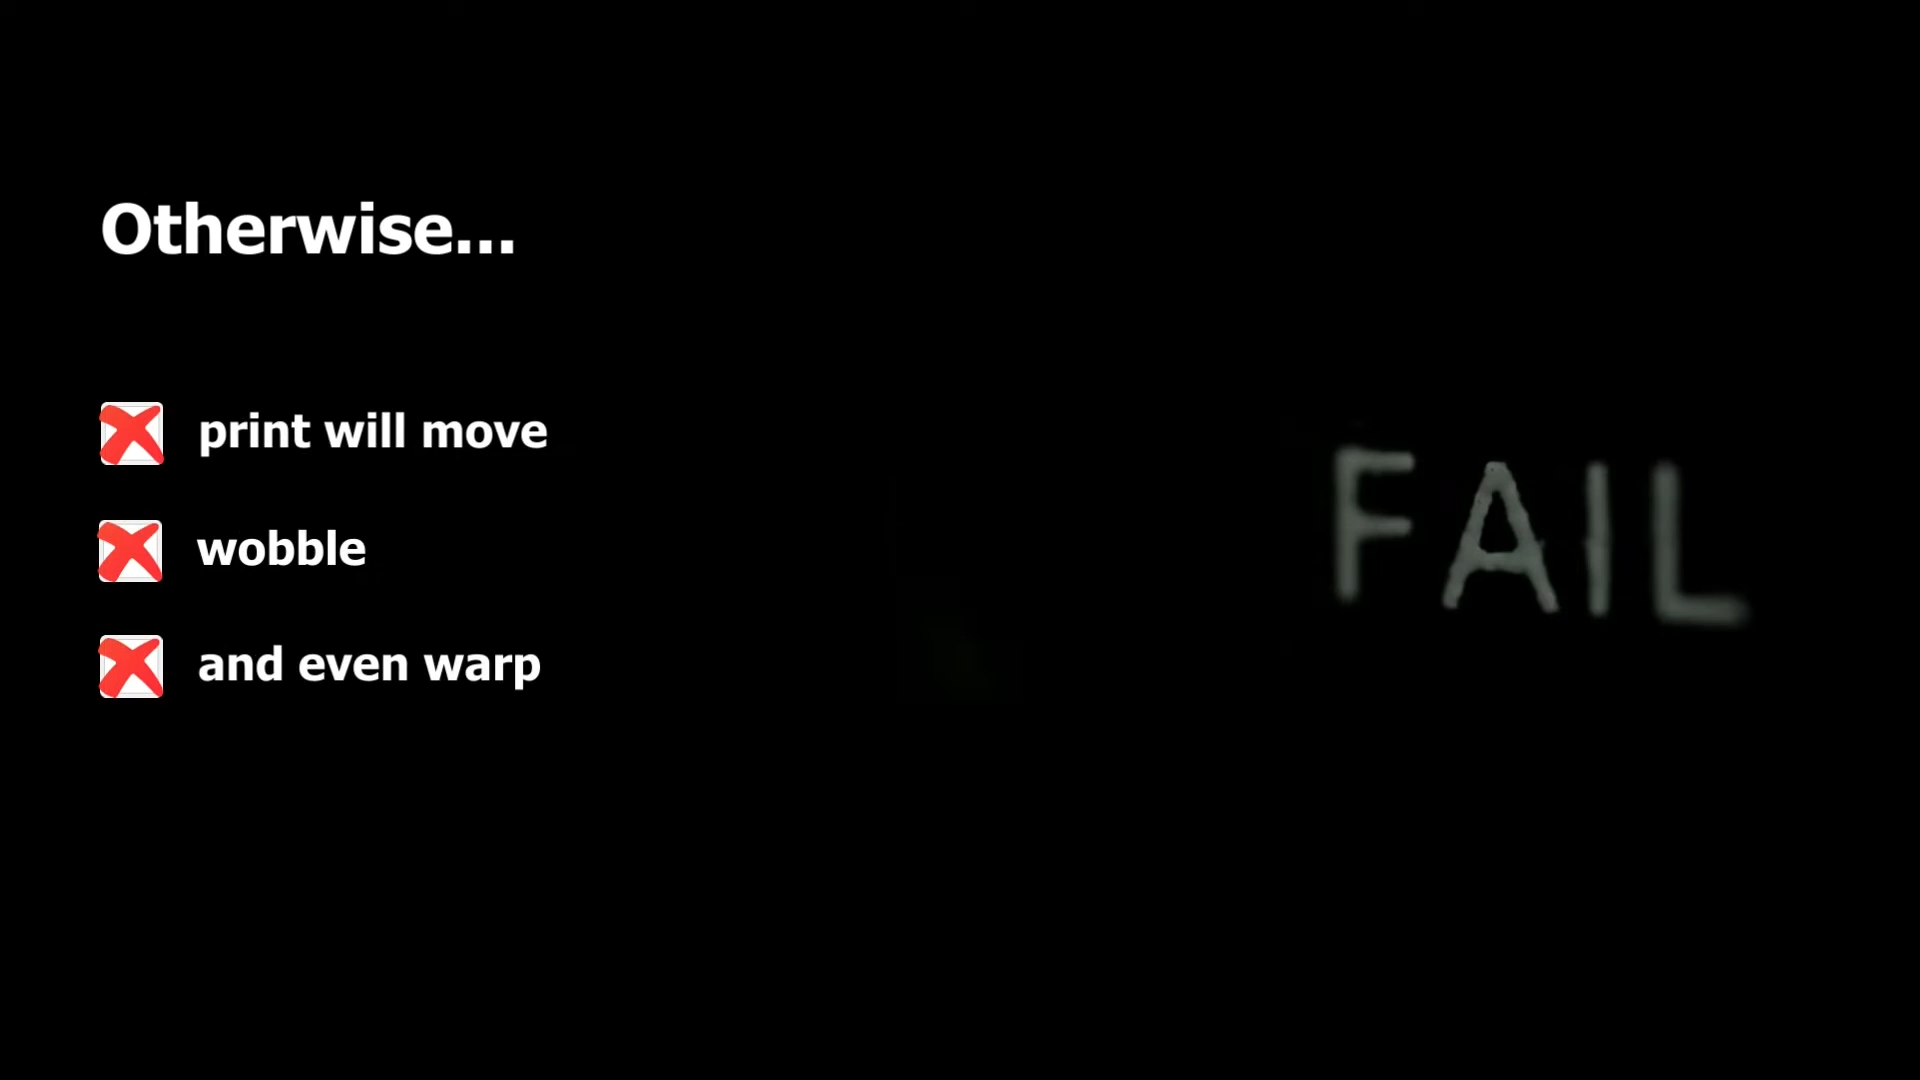 Otherwise...
print will move
wobble
and even warp
FAIL